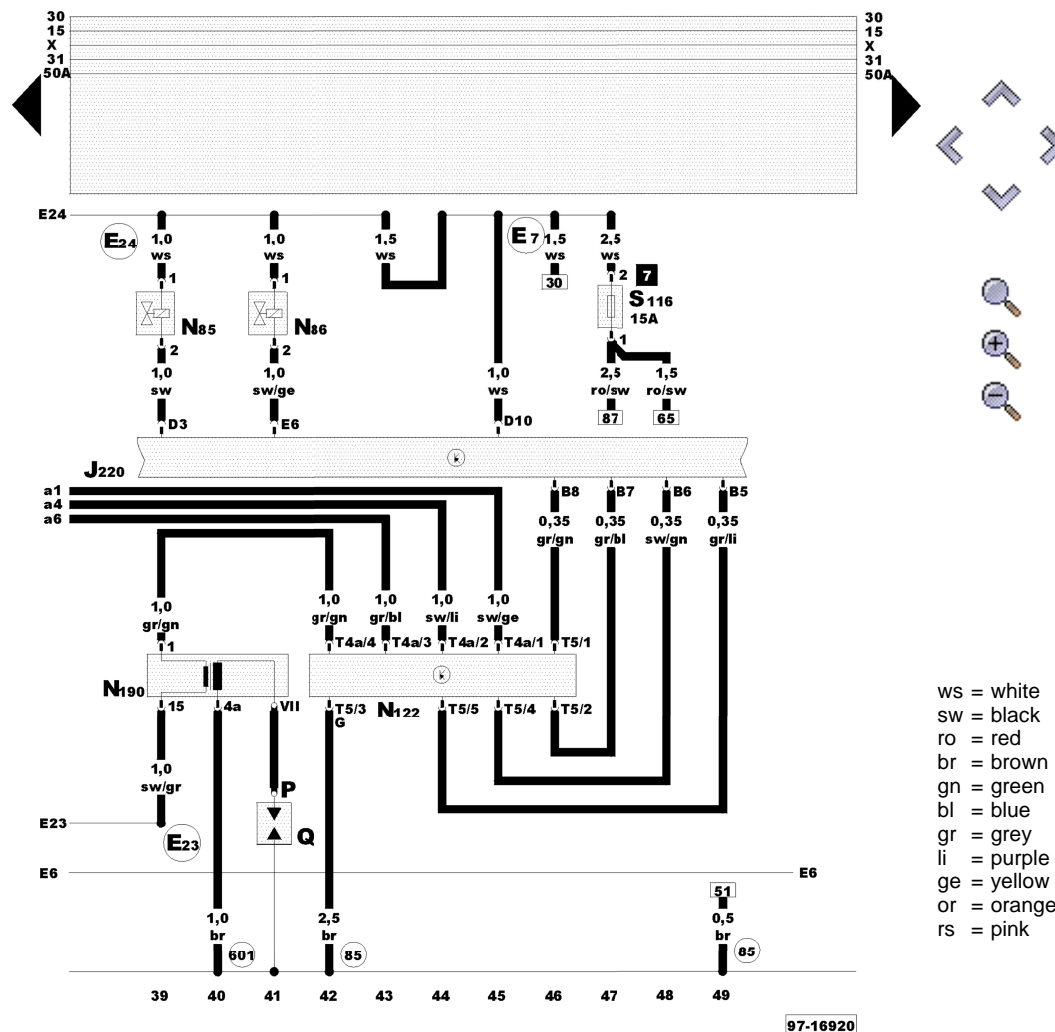 30 30
15 15
X X
31 31
50A 50A
E24
E24 1,0 1,0 1,5 E7 1,5 2,5
ws ws ws ws ws
1 1 30 2 7
S116
15A
N85 N86
2 2 1
1,0 1,0 1,0 2,5 1,5
sw sw/ge ws ro/sw ro/sw
87 65
D3 E6 D10
J220
a1
a4
a6
B8 B7 B6 B5
0,35 0,35 0,35 0,35
gr/gn gr/bl sw/gn gr/li
1,0 1,0 1,0 1,0 1,0
gr/gn gr/gn gr/bl sw/li sw/ge
1 T4a/4 T4a/3 T4a/2 T4a/1 T5/1
N190
15 4a VII T5/3 N122 T5/5 T5/4 T5/2
G
1,0
sw/gr
P
Q
E23
E23
E6 E6
51
1,0 2,5 0,5
br br br
601 85 85
39 40 41 42 43 44 45 46 47 48 49
97-16920
ws = white
sw = black
ro = red
br = brown
gn = green
bl = blue
gr = grey
li = purple
ge = yellow
or = orange
rs = pink